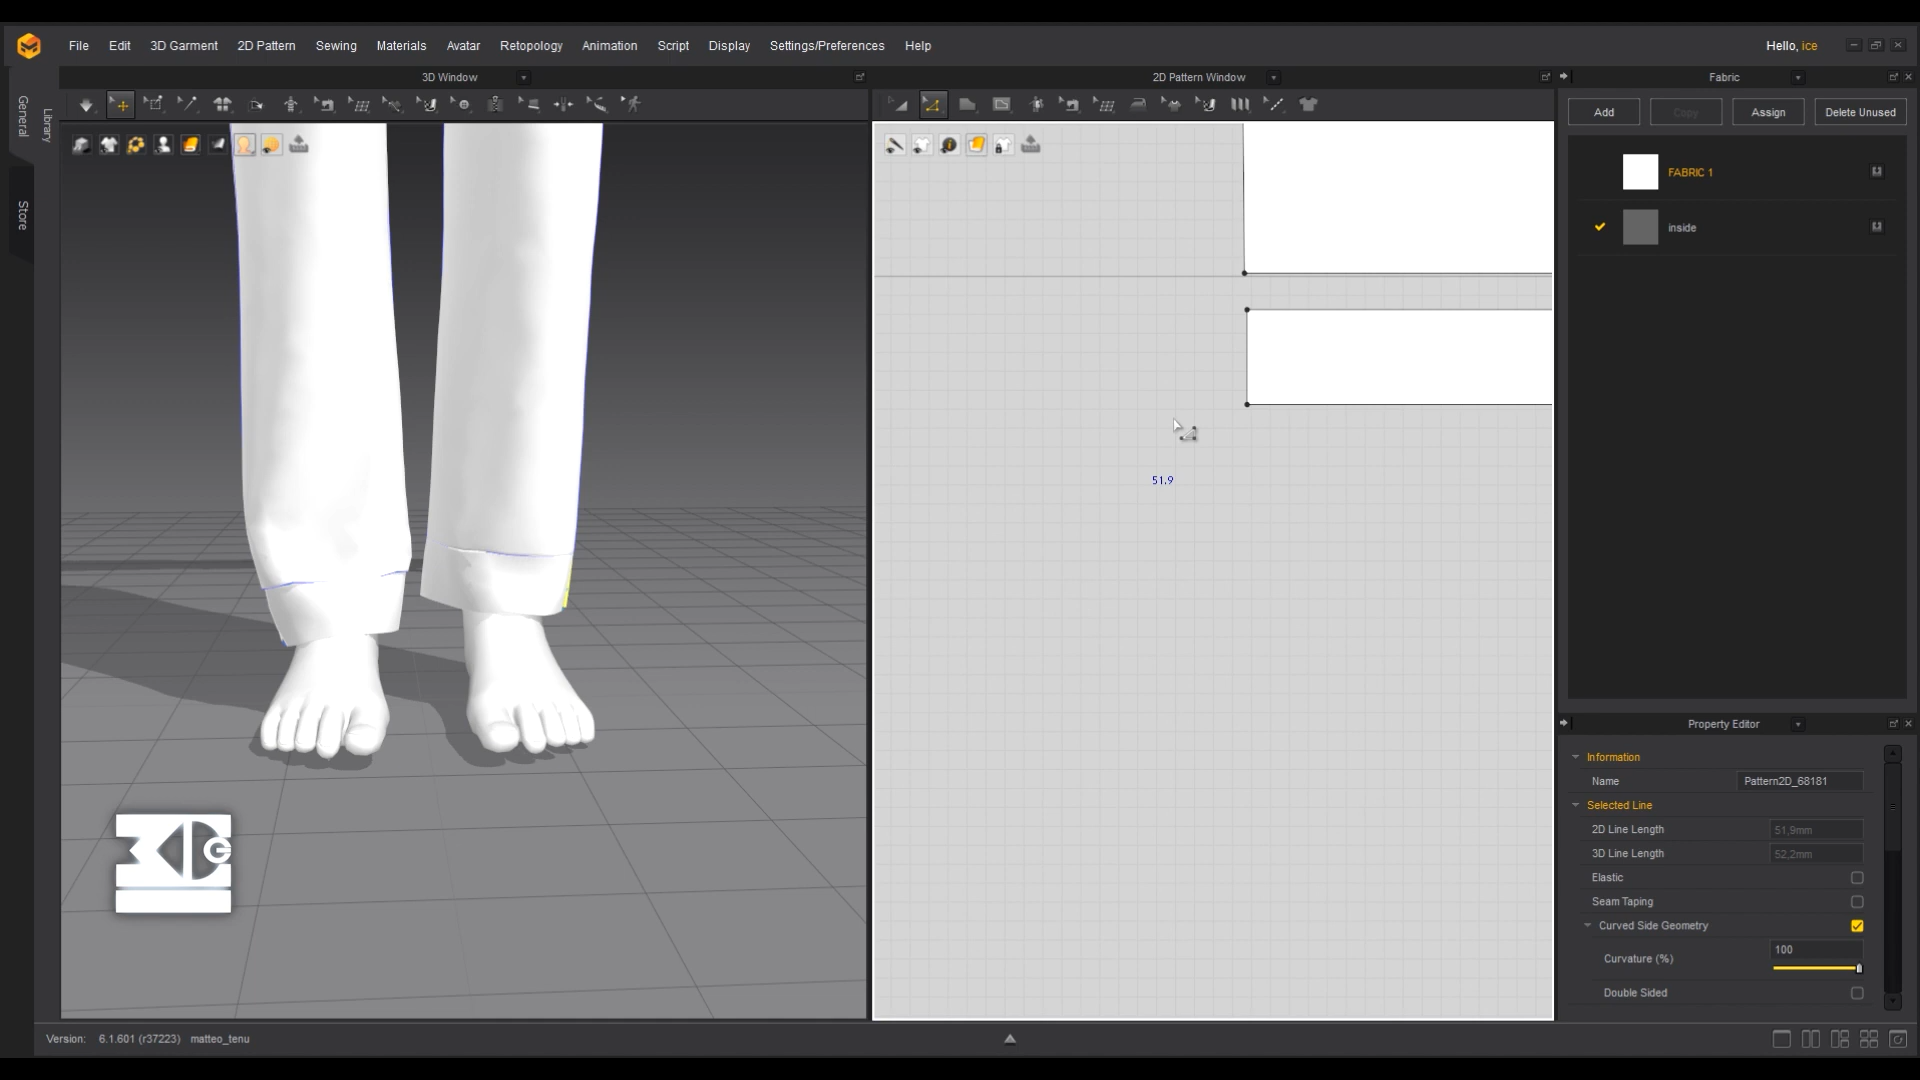 File Edit 3D Garment 2D Pattern Sewing Materials Avatar Retopology Animation Script Display Settings/Preferences Help Hello, ice
General
Library
Store
3D Window
2D Pattern Window
Fabric
Add Copy Assign Delete Unused
FABRIC 1
inside
51.9
Property Editor
Information
Name Pattern2D_68181
Selected Line
2D Line Length 51,9mm
3D Line Length 52,2mm
Elastic
Seam Taping
Curved Side Geometry
Curvature (%) 100
Double Sided
Version: 6.1.601 (r37223) matteo_tenu